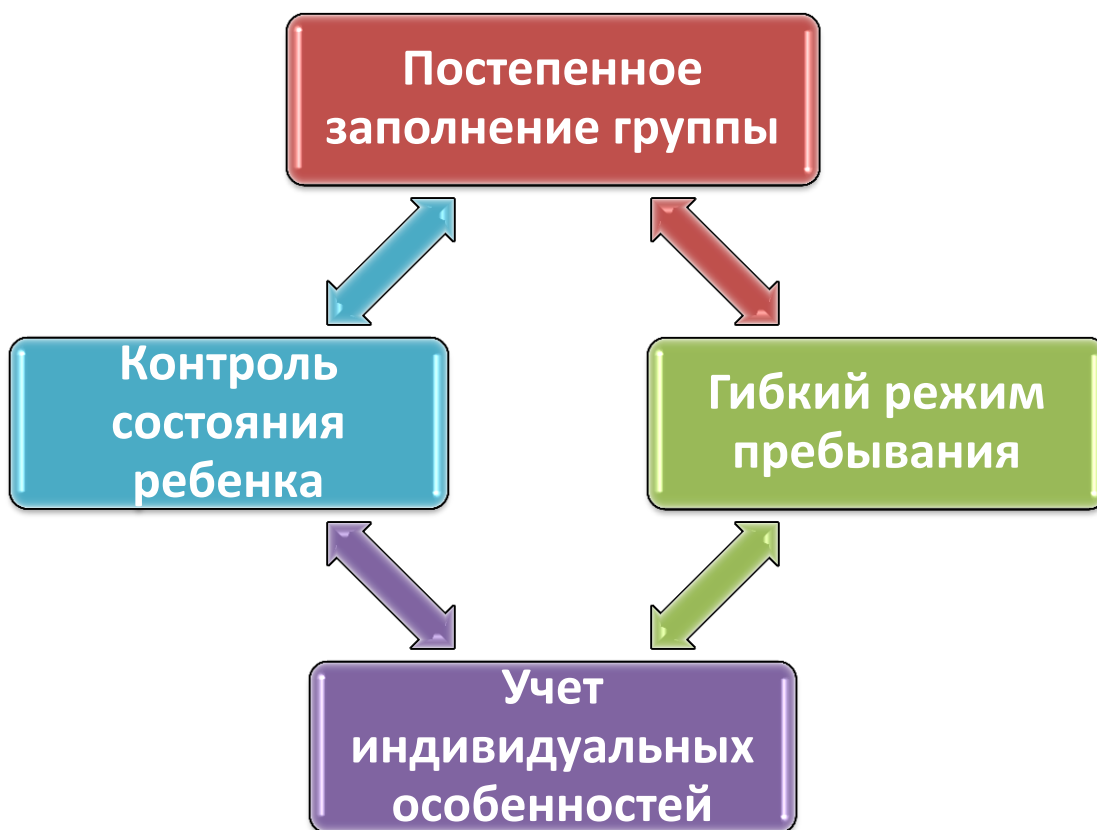 Постепенное
заполнение группы
Контроль
состояния
ребенка
Гибкий режим
пребывания
Учет
индивидуальных
особенностей